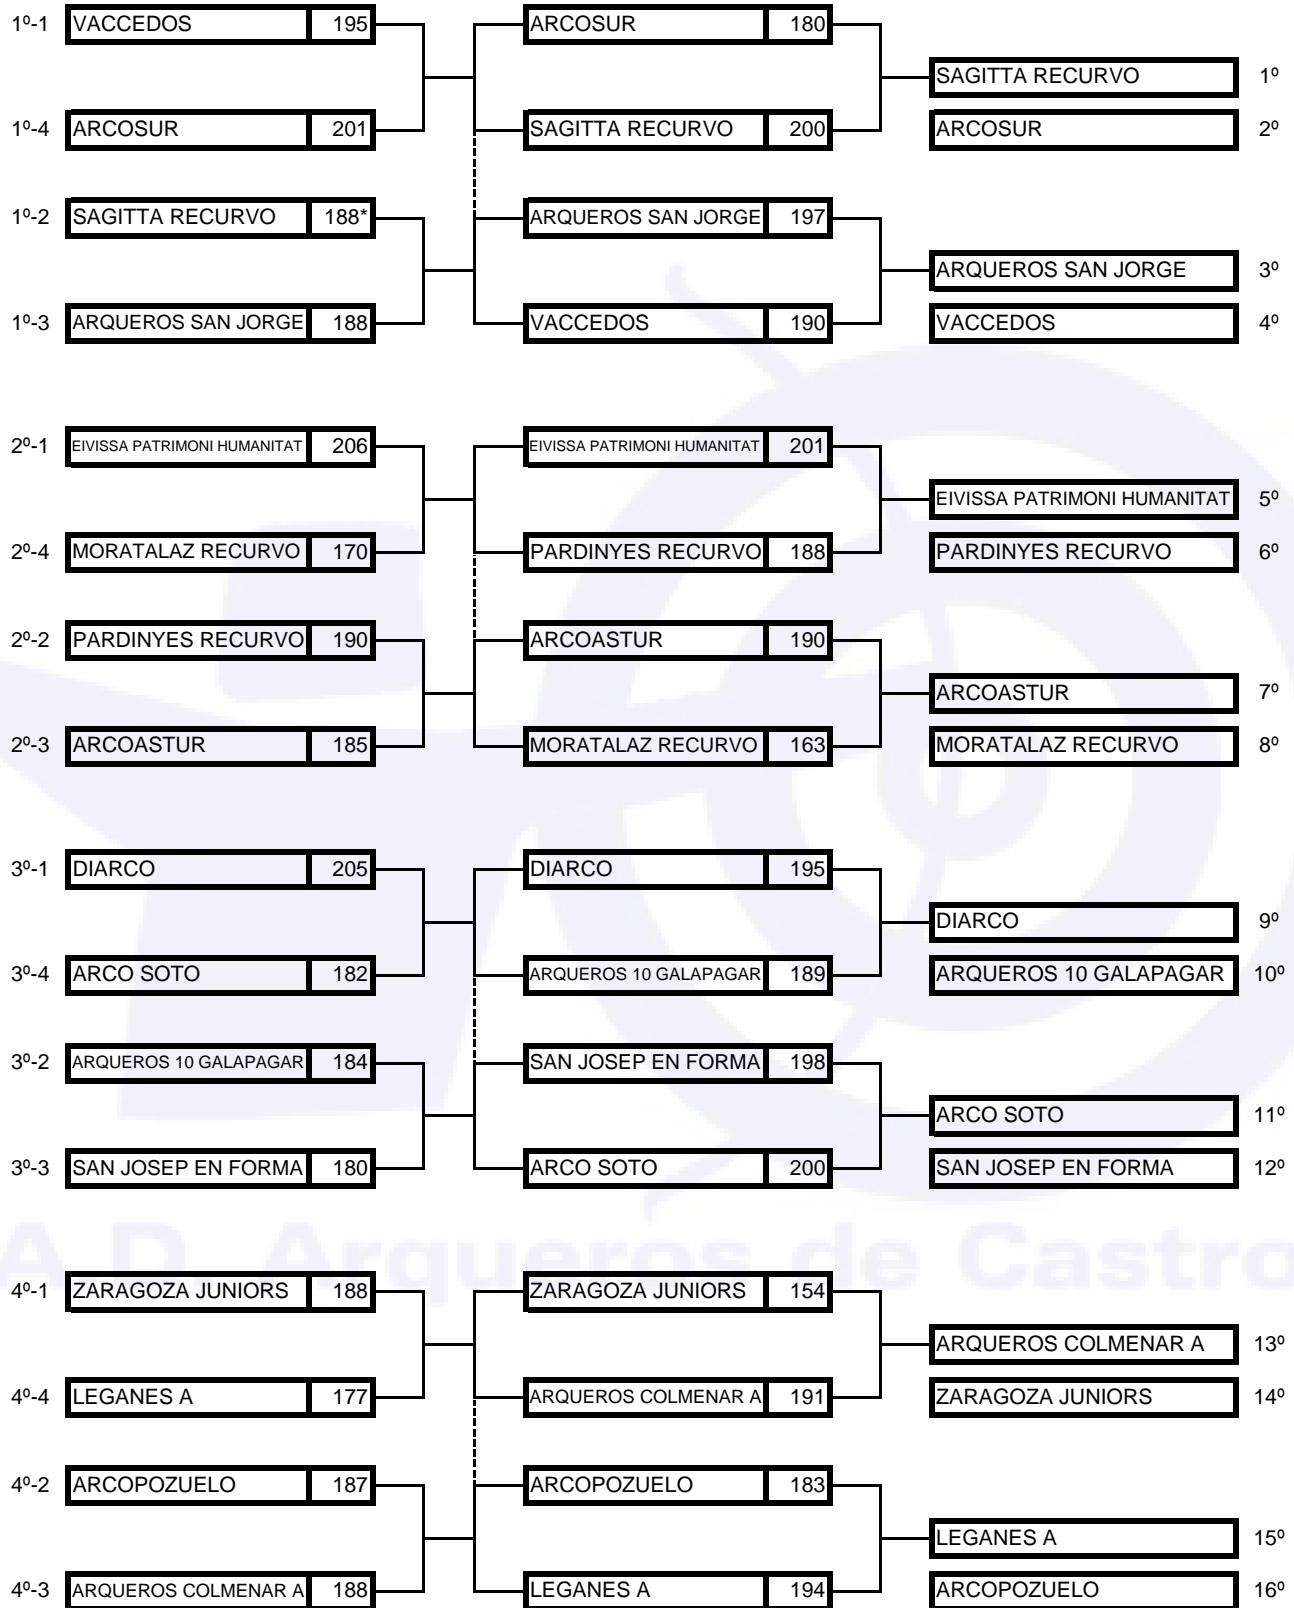 1º-1 VACCEDOS 195 ARCOSUR 180
SAGITTA RECURVO 1º
1º-4 ARCOSUR 201 SAGITTA RECURVO 200 ARCOSUR 2º
1º-2 SAGITTA RECURVO 188* ARQUEROS SAN JORGE 197
ARQUEROS SAN JORGE 3º
1º-3 ARQUEROS SAN JORGE 188 VACCEDOS 190 VACCEDOS 4º
2º-1 EIVISSA PATRIMONI HUMANITAT 206 EIVISSA PATRIMONI HUMANITAT 201
EIVISSA PATRIMONI HUMANITAT 5º
2º-4 MORATALAZ RECURVO 170 PARDINYES RECURVO 188 PARDINYES RECURVO 6º
2º-2 PARDINYES RECURVO 190 ARCOASTUR 190
ARCOASTUR 7º
2º-3 ARCOASTUR 185 MORATALAZ RECURVO 163 MORATALAZ RECURVO 8º
3º-1 DIARCO 205 DIARCO 195
DIARCO 9º
3º-4 ARCO SOTO 182 ARQUEROS 10 GALAPAGAR 189 ARQUEROS 10 GALAPAGAR 10º
3º-2 ARQUEROS 10 GALAPAGAR 184 SAN JOSEP EN FORMA 198
ARCO SOTO 11º
3º-3 SAN JOSEP EN FORMA 180 ARCO SOTO 200 SAN JOSEP EN FORMA 12º
A.D. Arqueros de Castro
4º-1 ZARAGOZA JUNIORS 188 ZARAGOZA JUNIORS 154
ARQUEROS COLMENAR A 13º
4º-4 LEGANES A 177 ARQUEROS COLMENAR A 191 ZARAGOZA JUNIORS 14º
4º-2 ARCOPOZUELO 187 ARCOPOZUELO 183
LEGANES A 15º
4º-3 ARQUEROS COLMENAR A 188 LEGANES A 194 ARCOPOZUELO 16º